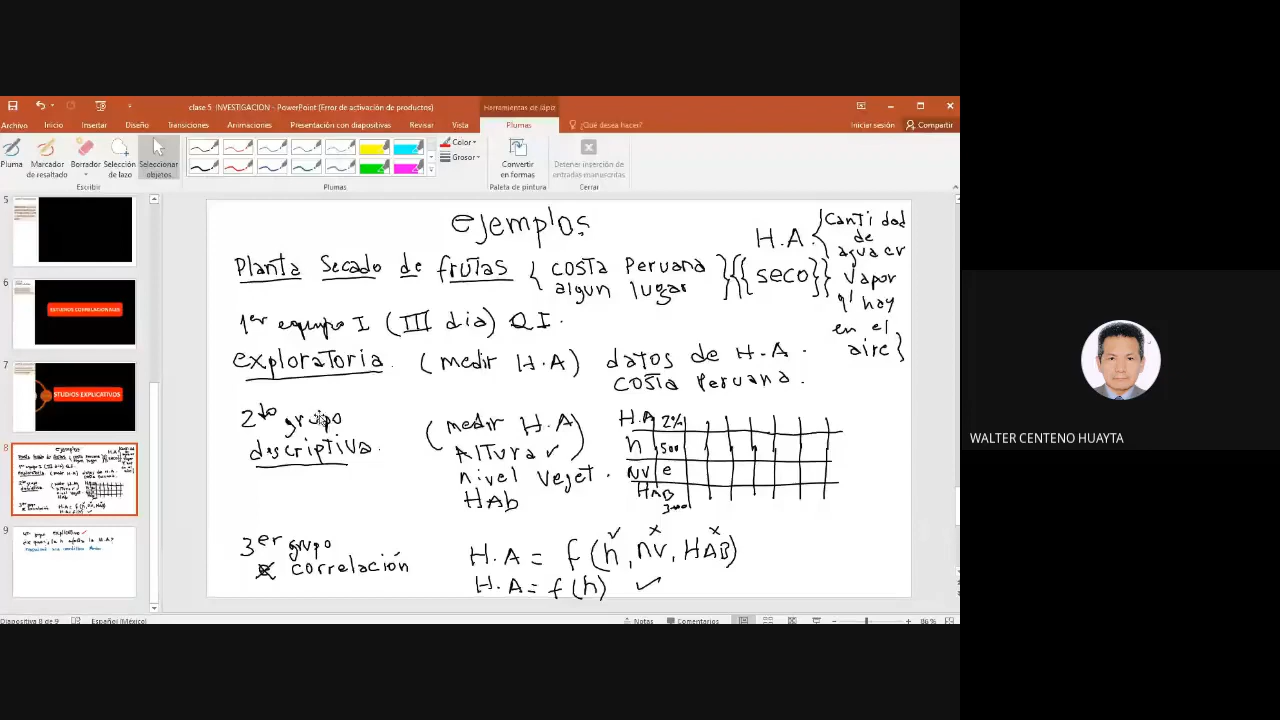 clase 5 INVESTIGACION - PowerPoint (Error de activación de productos)
Herramientas de lápiz
Archivo Inicio Insertar Diseño Transiciones Animaciones Presentación con diapositivas Revisar Vista Plumas ¿Qué desea hacer? Iniciar sesión Compartir
Pluma
Marcador de resaltado
Borrador
Selección de lazo
Seleccionar objetos
Color
Grosor
Convertir en formas
Detener inserción de entradas manuscritas
Escribir Plumas Paleta de pintura Cerrar
5
6
ESTUDIOS CORRELACIONALES
7
ESTUDIOS EXPLICATIVOS
8
9
ejemplos
H.A. { Cantidad
de
agua en
vapor
q' hay
en el
aire }
Planta Secado de frutas { costa Peruana
algun lugar } {{ seco }}
1er equipo I (III dia) Q I.
exploratoria. (medir H.A) datos de H.A.
costa Peruana.
2do grupo
descriptiva.
(medir H.A
Altura ✓)
nivel Veget.
HAb
H.A 2%
h 500
NV e
HAB
3er grupo
correlación
H.A = f(h, nv, HAB)
✓ x x
H.A = f(h) ✓
WALTER CENTENO HUAYTA
Diapositiva 8 de 9 Español (México) Notas Comentarios 86 %